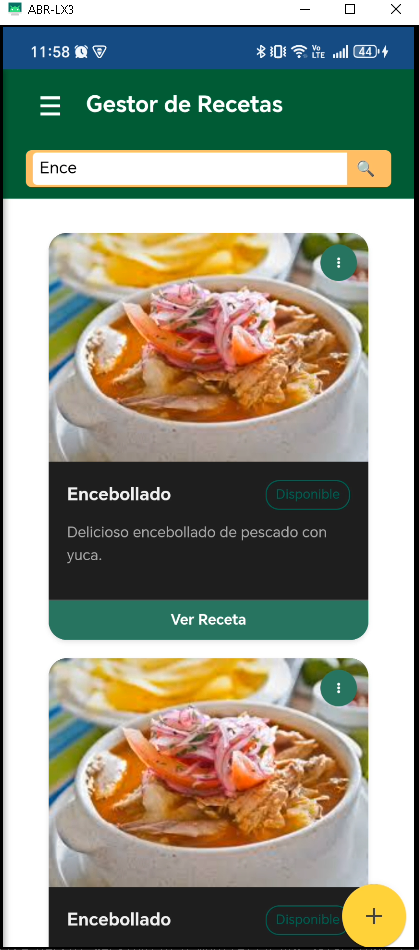 ABR-LX3
11:58
Vo
LTE
44
Gestor de Recetas
Ence
Encebollado
Disponible
Delicioso encebollado de pescado con
yuca.
Ver Receta
Encebollado
Disponible